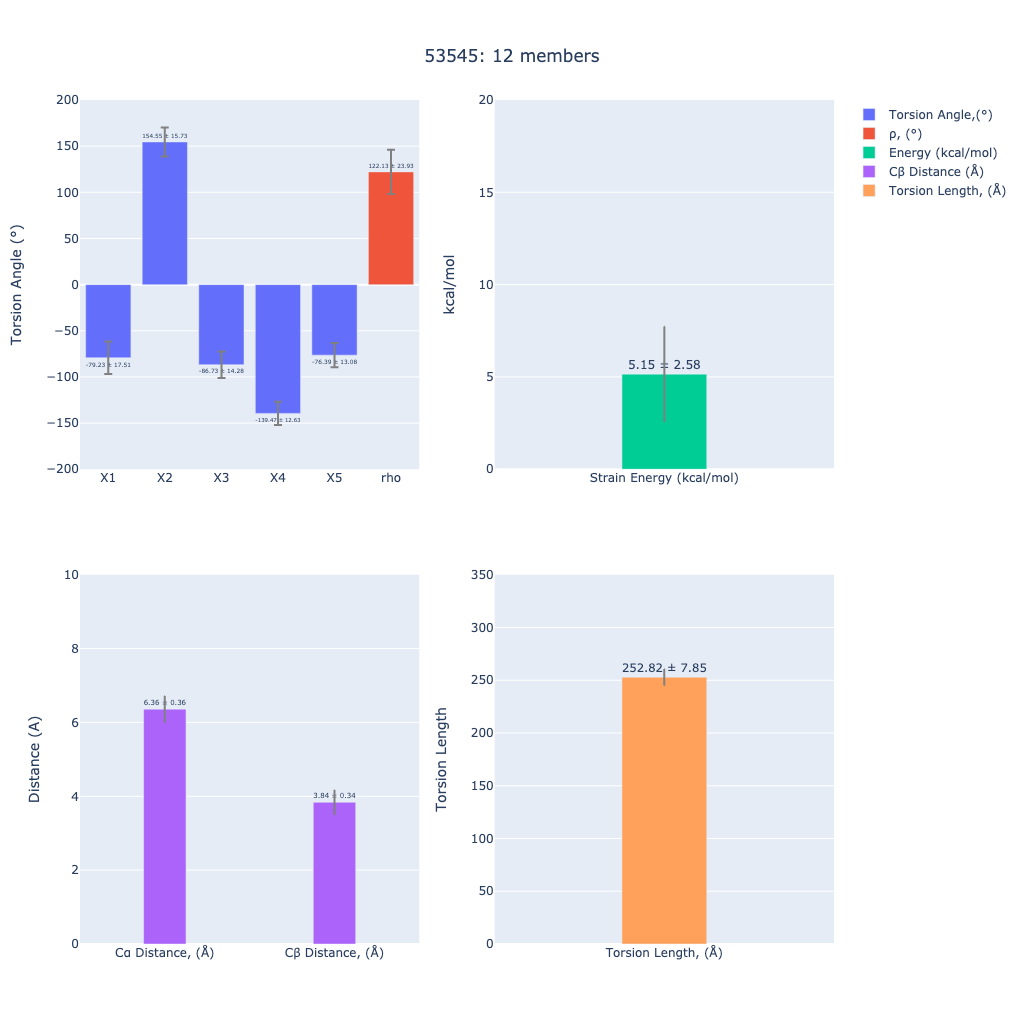 53545: 12 members
Torsion Angle (°)
200
150
100
50
0
−50
−100
−150
−200
154.55 ± 15.73
122.13 ± 23.93
-79.23 ± 17.51
-86.73 ± 14.28
-139.47 ± 12.63
-76.39 ± 13.08
X1 X2 X3 X4 X5 rho
kcal/mol
20
15
10
5
0
5.15 ± 2.58
Strain Energy (kcal/mol)
Torsion Angle,(°)
ρ, (°)
Energy (kcal/mol)
Cβ Distance (Å)
Torsion Length, (Å)
Distance (A)
10
8
6
4
2
0
6.36 ± 0.36
3.84 ± 0.34
Cα Distance, (Å) Cβ Distance, (Å)
Torsion Length
350
300
250
200
150
100
50
0
252.82 ± 7.85
Torsion Length, (Å)